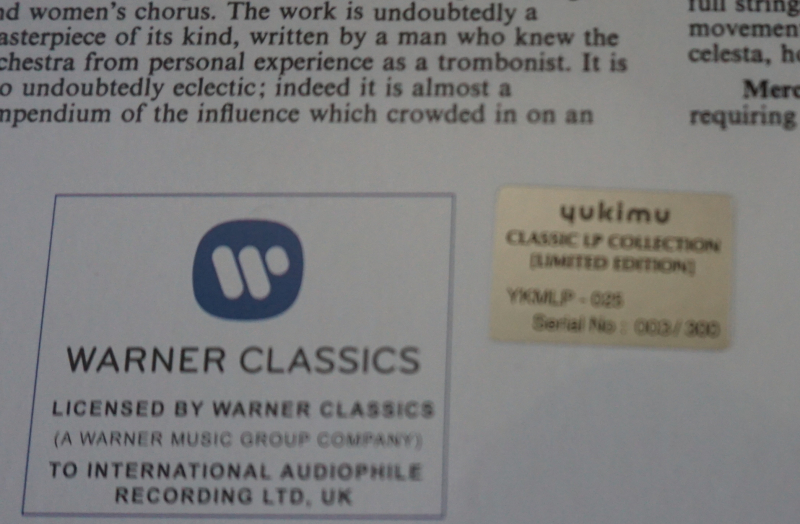 nd women's chorus. The work is undoubtedly a
asterpiece of its kind, written by a man who knew the
chestra from personal experience as a trombonist. It is
o undoubtedly eclectic; indeed it is almost a
mpendium of the influence which crowded in on an
full string
movemen
celesta, h
Merc
requiring
WARNER CLASSICS
LICENSED BY WARNER CLASSICS
(A WARNER MUSIC GROUP COMPANY)
TO INTERNATIONAL AUDIOPHILE
RECORDING LTD, UK
yukimu
CLASSIC LP COLLECTION
[LIMITED EDITION]
YKMLP - 025
Serial No : 003 / 300